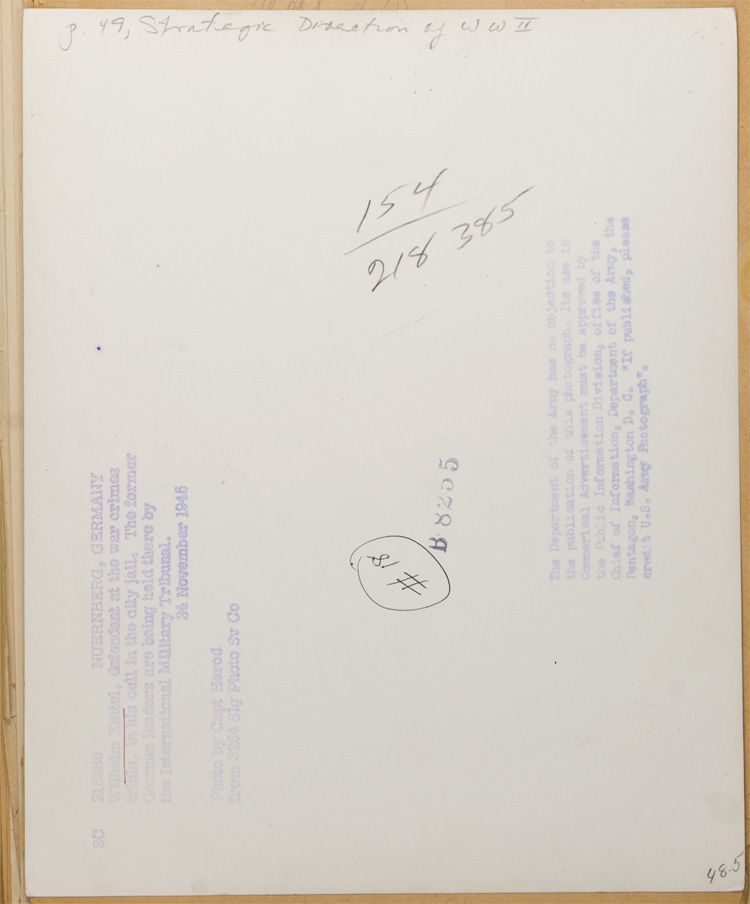 p. 49, Strategic Direction of WW II
154
218 385
SC 218385 NUERNBERG, GERMANY
Wilhelm Keitel, defendant at the war crimes
trials, in his cell in the city jail. The former
German leaders are being held there by
the International Military Tribunal.
24 November 1945
Photo by Capt Herod
from 3264 Sig Photo Sv Co
# 18
B 8255
The Department of the Army has no objection to
the publication of this photograph. Its use in
Commerical Advertisement must be approved by
the Public Information Division, office of the
Chief of Information, Department of the Army, the
Pentagon, Washington D. C. "If published, please
credit U.S. Army Photograph".
48.5